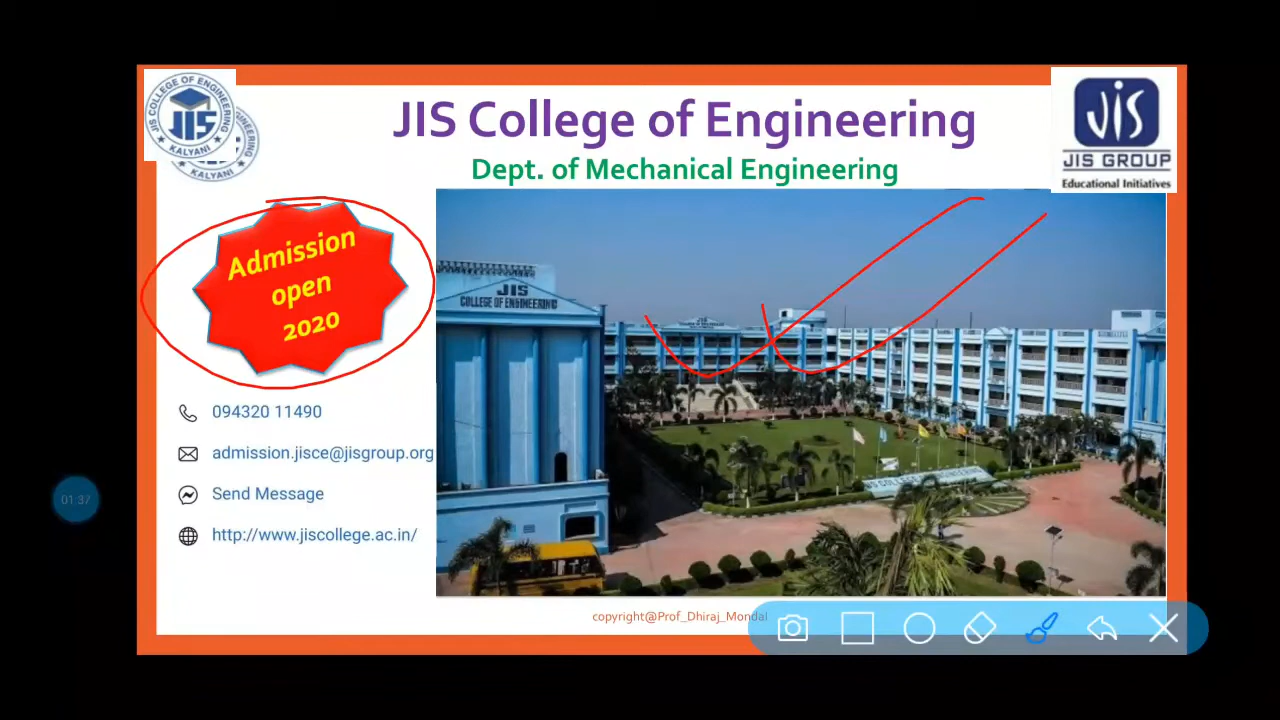 JIS COLLEGE OF ENGINEERING
JIS
KALYANI
JIS College of Engineering
Dept. of Mechanical Engineering
JIS
JIS GROUP
Educational Initiatives
Admission
open
2020
JIS
COLLEGE OF ENGINEERING
094320 11490
admission.jisce@jisgroup.org
Send Message
http://www.jiscollege.ac.in/
01:37
copyright@Prof_Dhiraj_Mondal